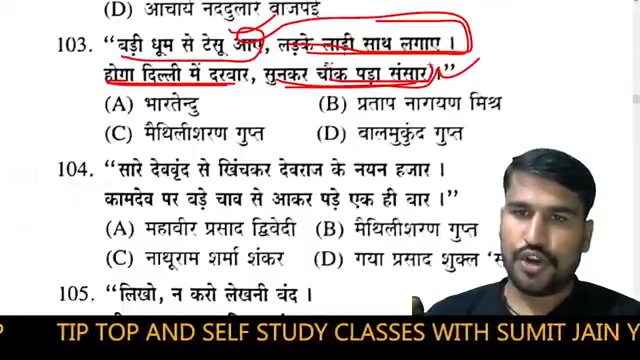 (D) आचार्य नंददुलारे वाजपेई
103. “बड़ी धूम से टेसू आए, लड़के लाड़ी साथ लगाए ।
होगा दिल्ली में दरबार, सुनकर चौंक पड़ा संसार ।”
(A) भारतेन्दु (B) प्रताप नारायण मिश्र
(C) मैथिलीशरण गुप्त (D) बालमुकुंद गुप्त
104. “सारे देववृंद से खिंचकर देवराज के नयन हजार ।
कामदेव पर बड़े चाव से आकर पड़े एक ही बार ।”
(A) महावीर प्रसाद द्विवेदी (B) मैथिलीशरण गुप्त
(C) नाथूराम शर्मा शंकर (D) गया प्रसाद शुक्ल
105. “लिखो, न करो लेखनी बंद ।
TIP TOP AND SELF STUDY CLASSES WITH SUMIT JAIN